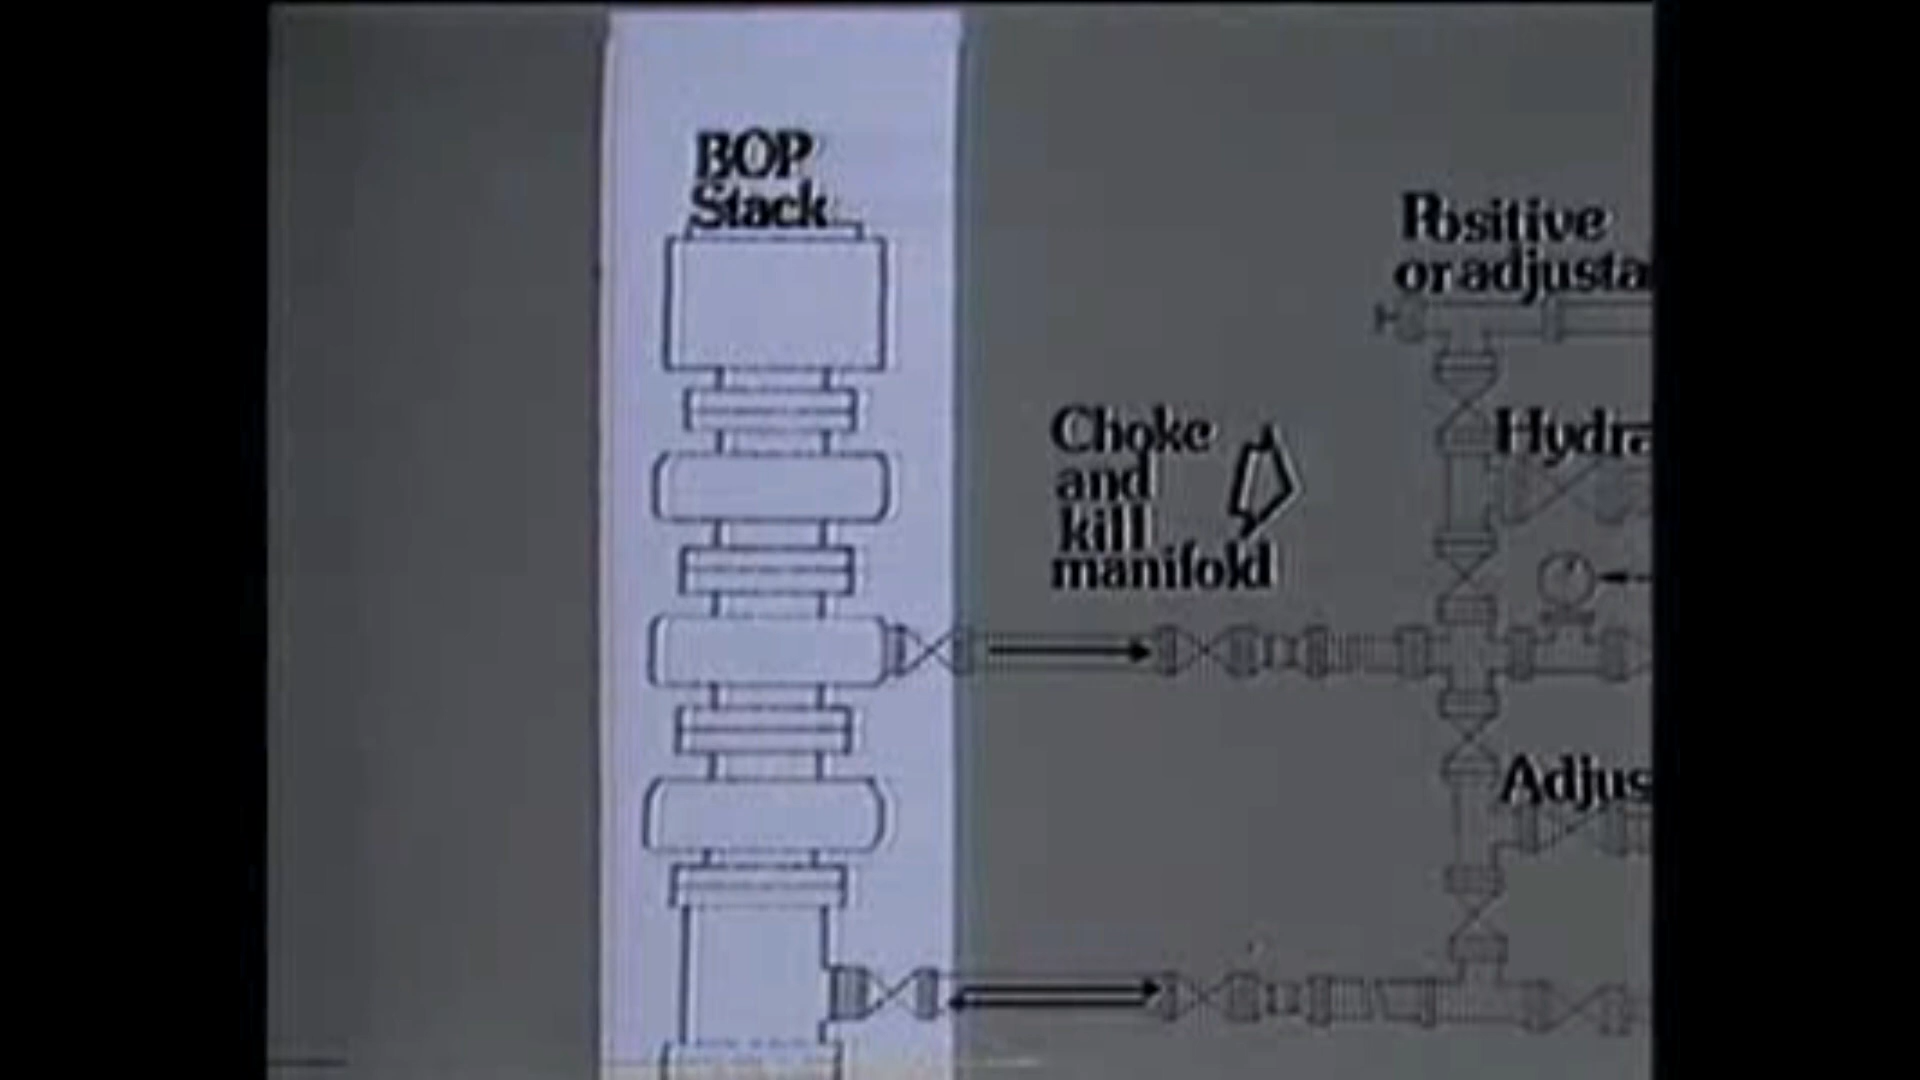 BOP
Stack
Positive
or adjusta
Choke
and
kill
manifold
Hydra
Adjus